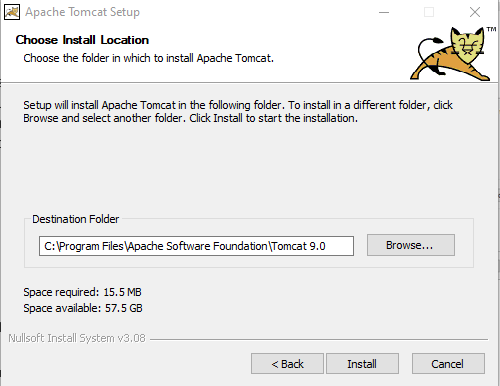 Apache Tomcat Setup
Choose Install Location
Choose the folder in which to install Apache Tomcat.
TM
Setup will install Apache Tomcat in the following folder. To install in a different folder, click
Browse and select another folder. Click Install to start the installation.
Destination Folder
C:\Program Files\Apache Software Foundation\Tomcat 9.0
Browse...
Space required: 15.5 MB
Space available: 57.5 GB
Nullsoft Install System v3.08
< Back
Install
Cancel